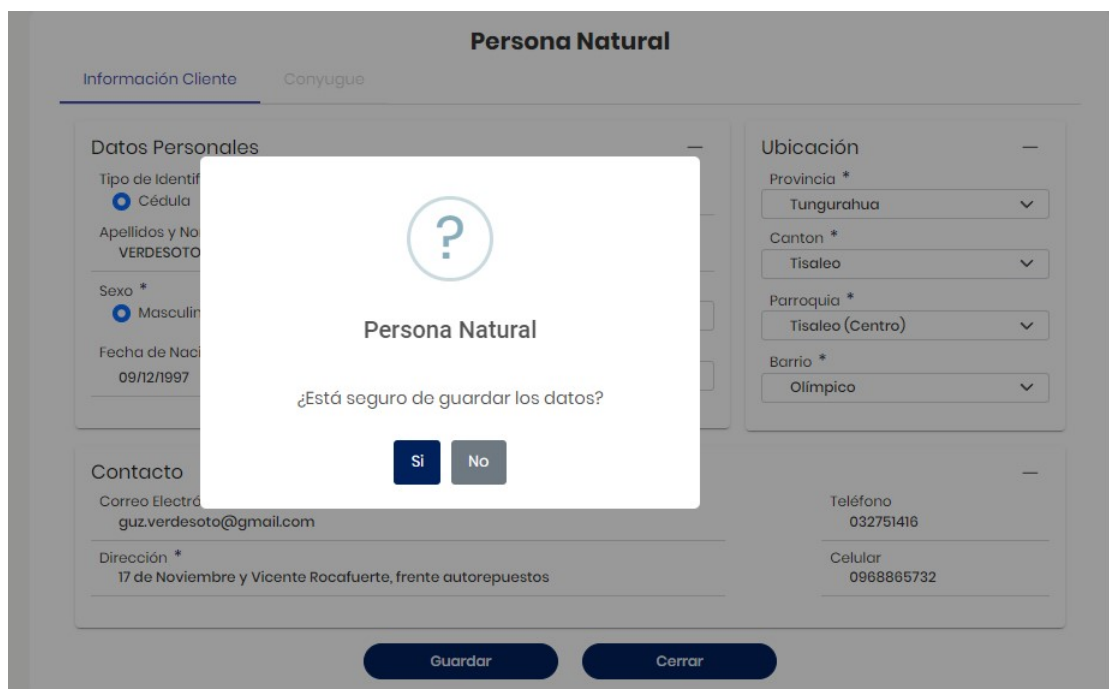 Persona Natural
Información Cliente
Conyugue
Datos Personales
Tipo de Identif
Cédula
Apellidos y No
VERDESOTO
Sexo *
Masculin
Fecha de Naci
09/12/1997
Ubicación
Provincia *
Tungurahua
Canton *
Tisaleo
Parroquia *
Tisaleo (Centro)
Barrio *
Olímpico
?
Persona Natural
¿Está seguro de guardar los datos?
Si
No
Contacto
Correo Electró
guz.verdesoto@gmail.com
Teléfono
032751416
Dirección *
17 de Noviembre y Vicente Rocafuerte, frente autorepuestos
Celular
0968865732
Guardar
Cerrar